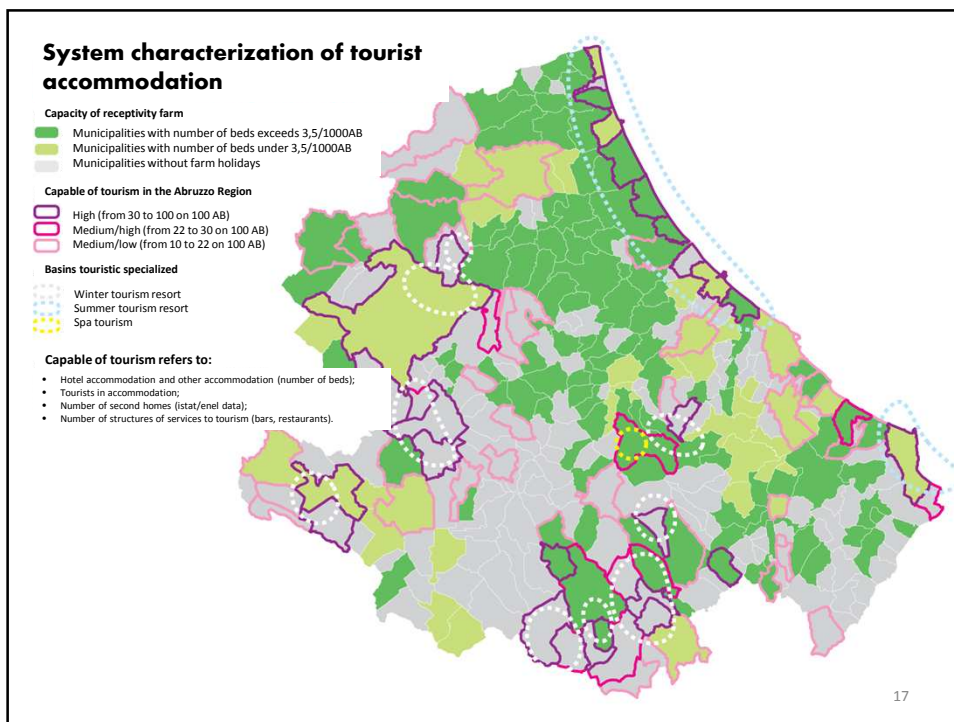 System characterization of tourist
accommodation
Capacity of receptivity farm
Municipalities with number of beds exceeds 3,5/1000AB
Municipalities with number of beds under 3,5/1000AB
Municipalities without farm holidays
Capable of tourism in the Abruzzo Region
High (from 30 to 100 on 100 AB)
Medium/high (from 22 to 30 on 100 AB)
Medium/low (from 10 to 22 on 100 AB)
Basins touristic specialized
Winter tourism resort
Summer tourism resort
Spa tourism
Capable of tourism refers to:
• Hotel accommodation and other accommodation (number of beds);
• Tourists in accommodation;
• Number of second homes (istat/enel data);
• Number of structures of services to tourism (bars, restaurants).
17